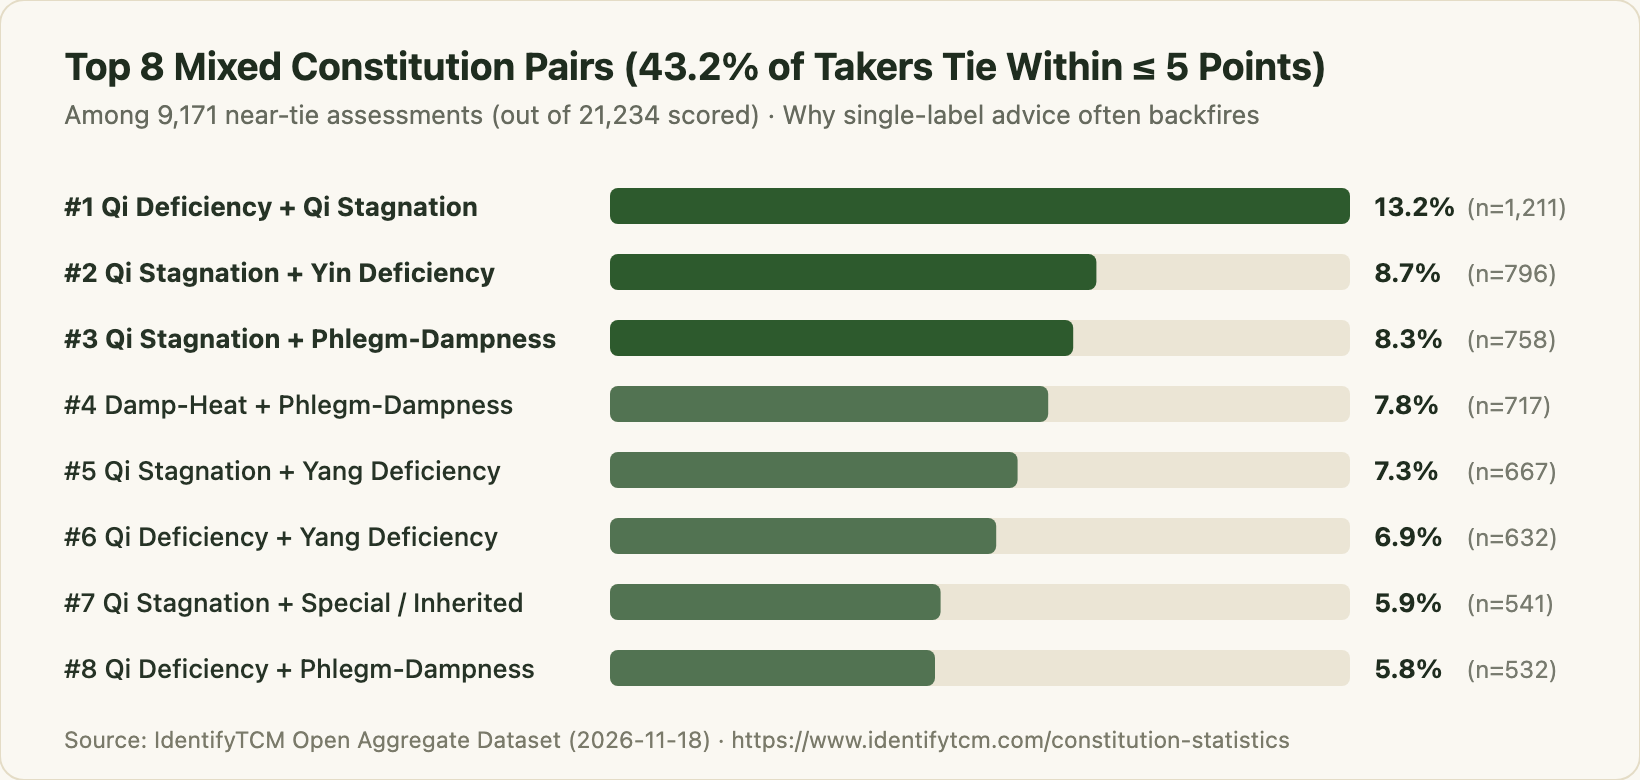 Top 8 Mixed Constitution Pairs (43.2% of Takers Tie Within ≤ 5 Points)
Among 9,171 near-tie assessments (out of 21,234 scored) · Why single-label advice often backfires
#1 Qi Deficiency + Qi Stagnation 13.2% (n=1,211)
#2 Qi Stagnation + Yin Deficiency 8.7% (n=796)
#3 Qi Stagnation + Phlegm-Dampness 8.3% (n=758)
#4 Damp-Heat + Phlegm-Dampness 7.8% (n=717)
#5 Qi Stagnation + Yang Deficiency 7.3% (n=667)
#6 Qi Deficiency + Yang Deficiency 6.9% (n=632)
#7 Qi Stagnation + Special / Inherited 5.9% (n=541)
#8 Qi Deficiency + Phlegm-Dampness 5.8% (n=532)
Source: IdentifyTCM Open Aggregate Dataset (2026-11-18) · https://www.identifytcm.com/constitution-statistics